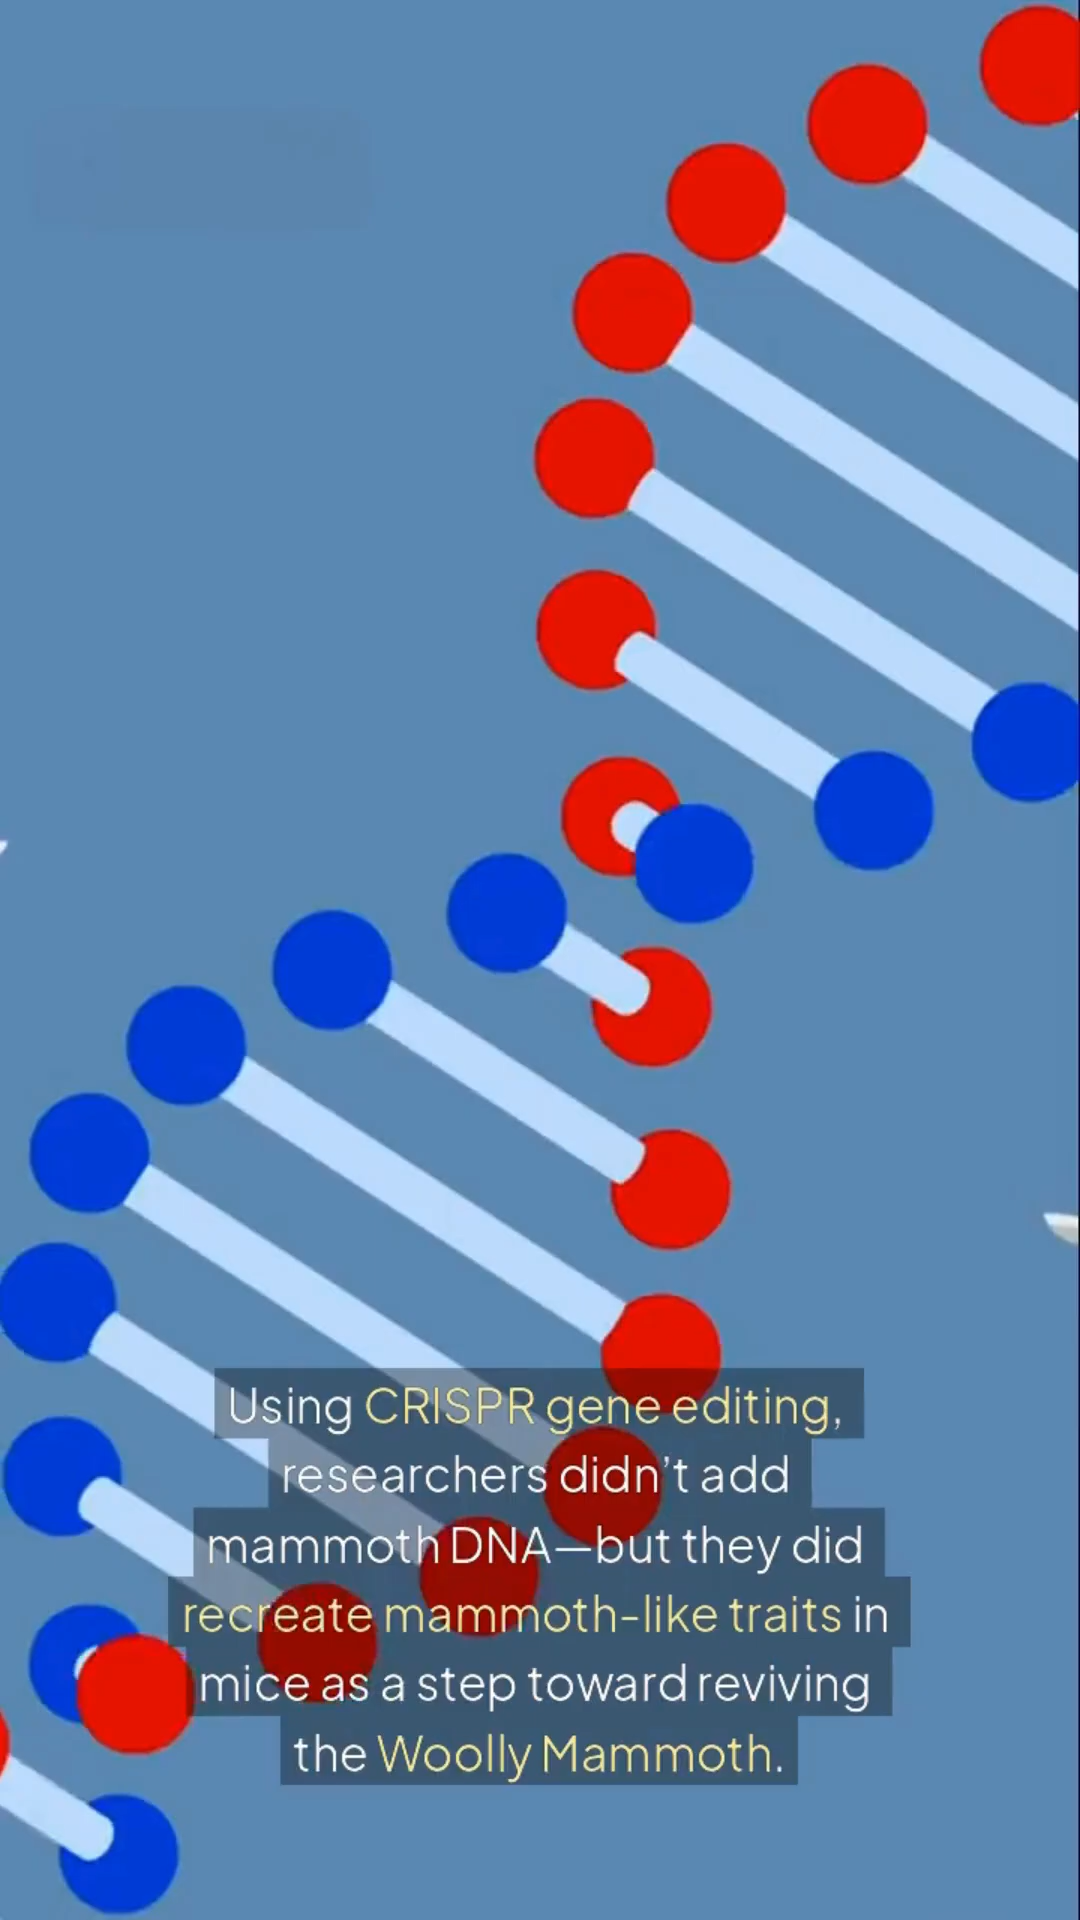 Using CRISPR gene editing,
researchers didn’t add
mammoth DNA—but they did
recreate mammoth-like traits in
mice as a step toward reviving
the Woolly Mammoth.